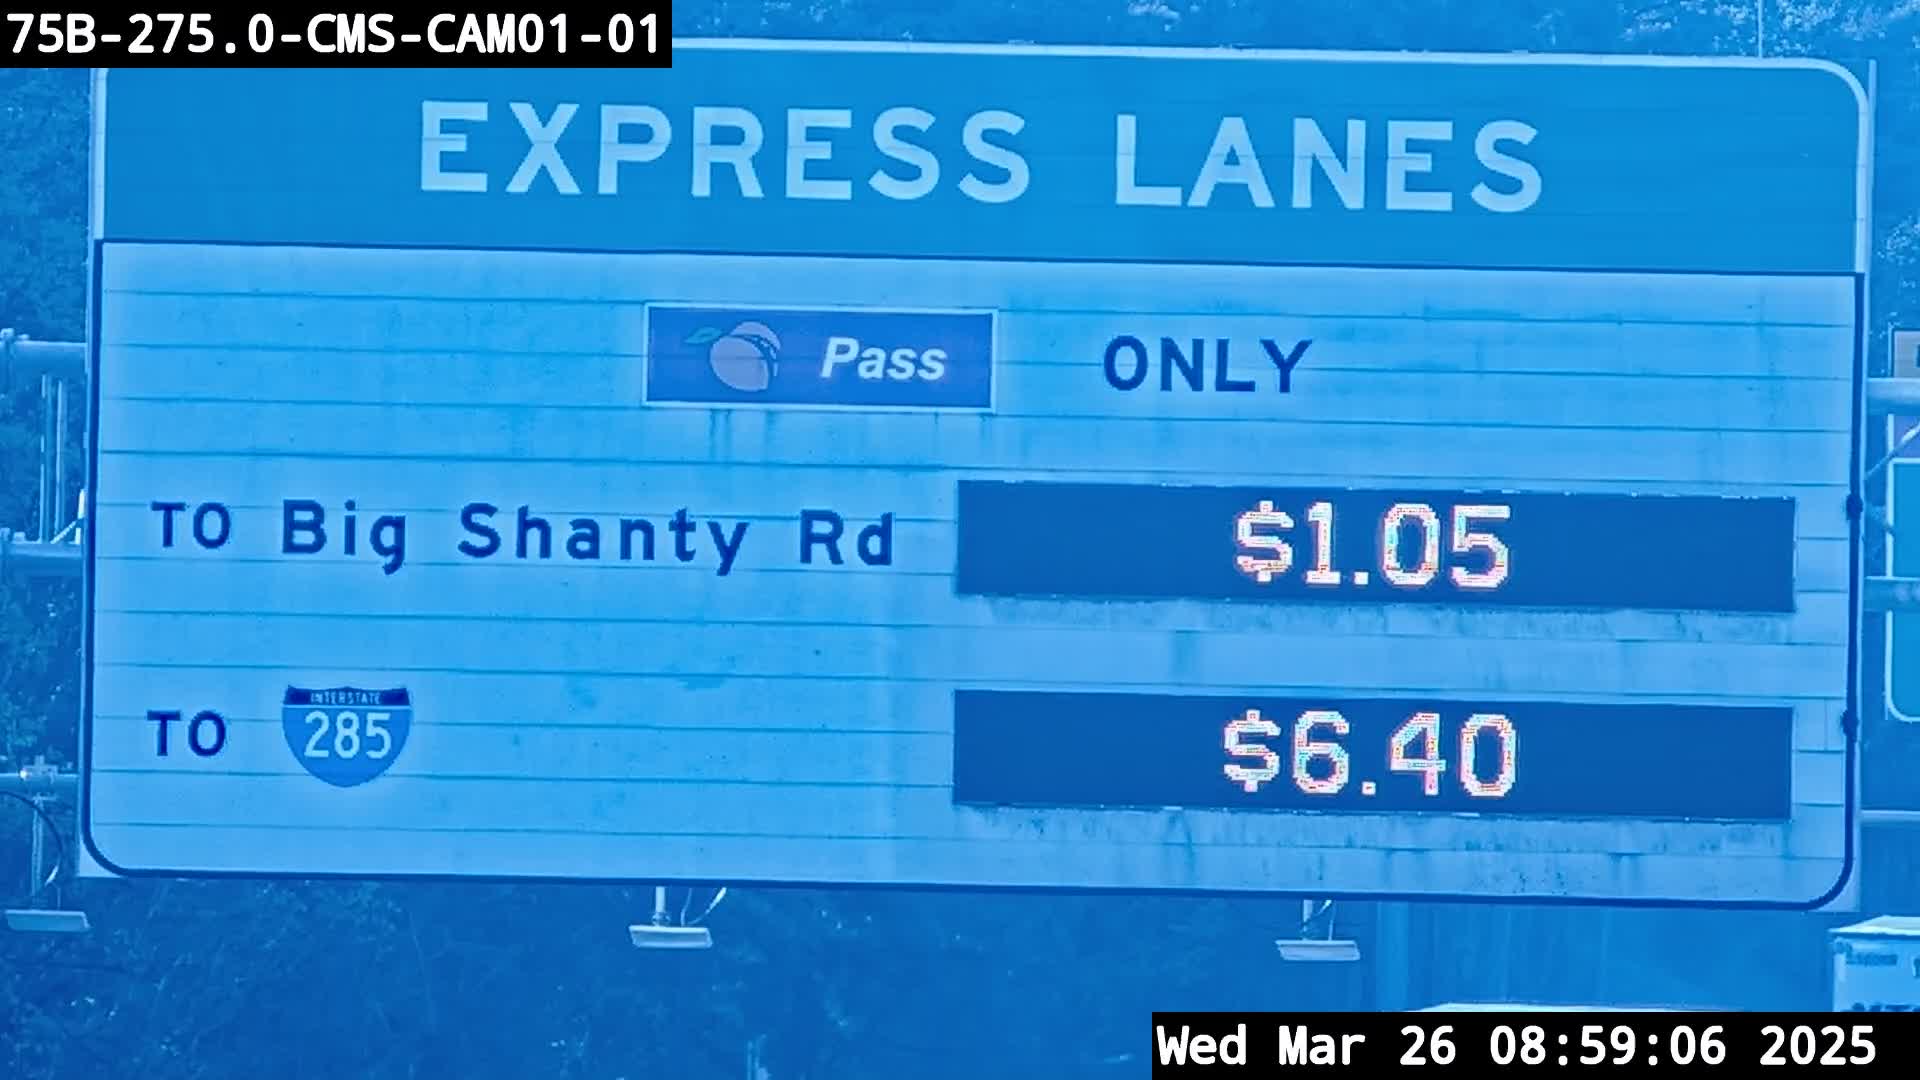 75B-275.0-CMS-CAM01-01
EXPRESS LANES
Pass ONLY
TO Big Shanty Rd $1.05
INTERSTATE
TO 285 $6.40
Wed Mar 26 08:59:06 2025